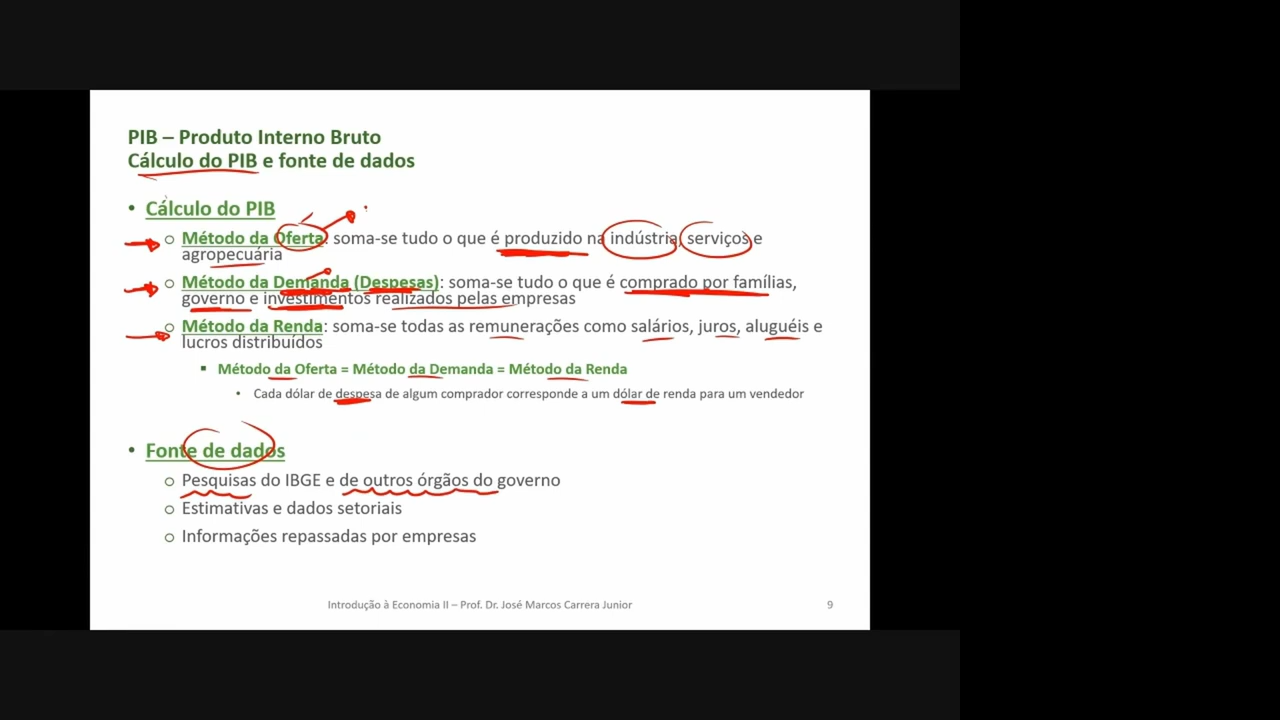 PIB – Produto Interno Bruto
Cálculo do PIB e fonte de dados
• Cálculo do PIB
o Método da Oferta: soma-se tudo o que é produzido na indústria, serviços e
agropecuária
o Método da Demanda (Despesas): soma-se tudo o que é comprado por famílias,
governo e investimentos realizados pelas empresas
o Método da Renda: soma-se todas as remunerações como salários, juros, aluguéis e
lucros distribuídos
▪ Método da Oferta = Método da Demanda = Método da Renda
• Cada dólar de despesa de algum comprador corresponde a um dólar de renda para um vendedor
• Fonte de dados
o Pesquisas do IBGE e de outros órgãos do governo
o Estimativas e dados setoriais
o Informações repassadas por empresas
Introdução à Economia II – Prof. Dr. José Marcos Carrera Junior 9